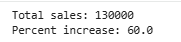 Total sales: 130000
Percent increase: 60.0